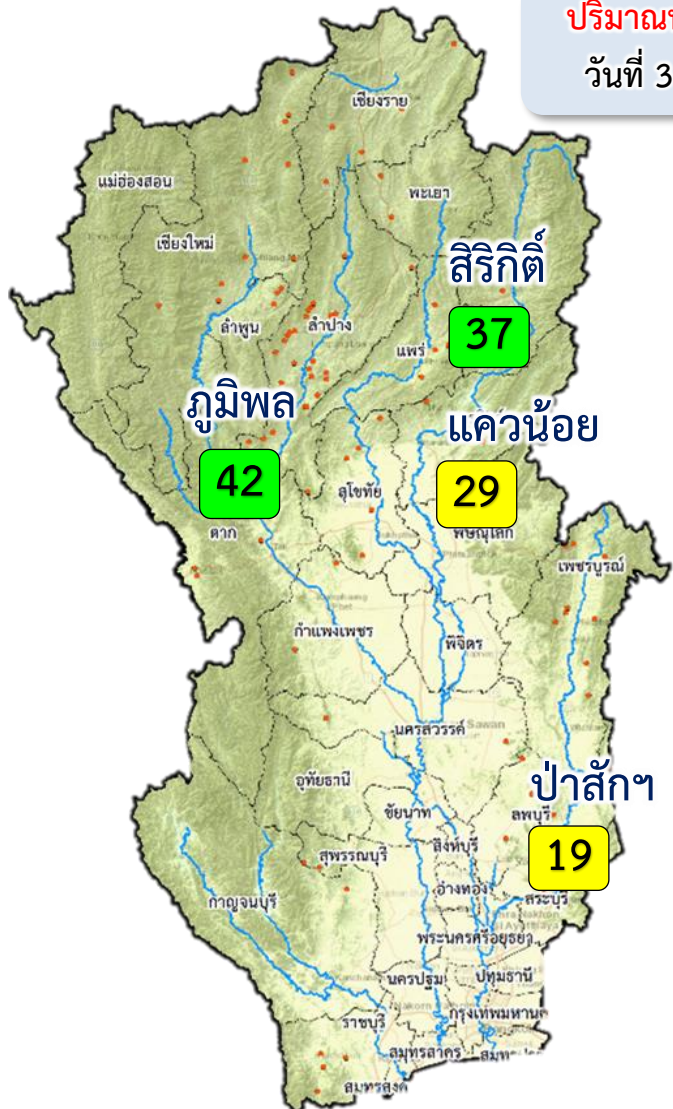 ปริมาณ
วันที่ 3
เชียงราย
แม่ฮ่องสอน
พะเยา
เชียงใหม่
สิริกิติ์
37
ลำพูน
ลำปาง
แพร่
ภูมิพล
42
แควน้อย
29
สุโขทัย
ตาก
พิษณุโลก
เพชรบูรณ์
กำแพงเพชร
พิจิตร
นครสวรรค์
Sawan
อุทัยธานี
ป่าสักฯ
19
ชัยนาท
ลพบุรี
สิงห์บุรี
สุพรรณบุรี
อ่างทอง
สระบุรี
กาญจนบุรี
พระนครศรีอยุธยา
นครปฐม
ปทุมธานี
กรุงเทพมหานค
ราชบุรี
สมุทรสาคร
สมุทรปรา
สมุทรสงค